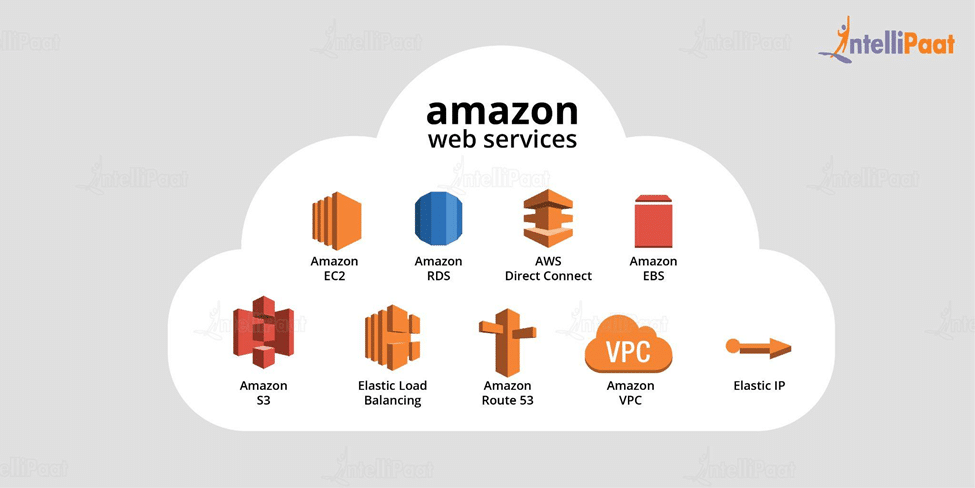 IntelliPaat
amazon
web services
Amazon
EC2
Amazon
RDS
AWS
Direct Connect
Amazon
EBS
Amazon
S3
Elastic Load
Balancing
Amazon
Route 53
VPC
Amazon
VPC
Elastic IP